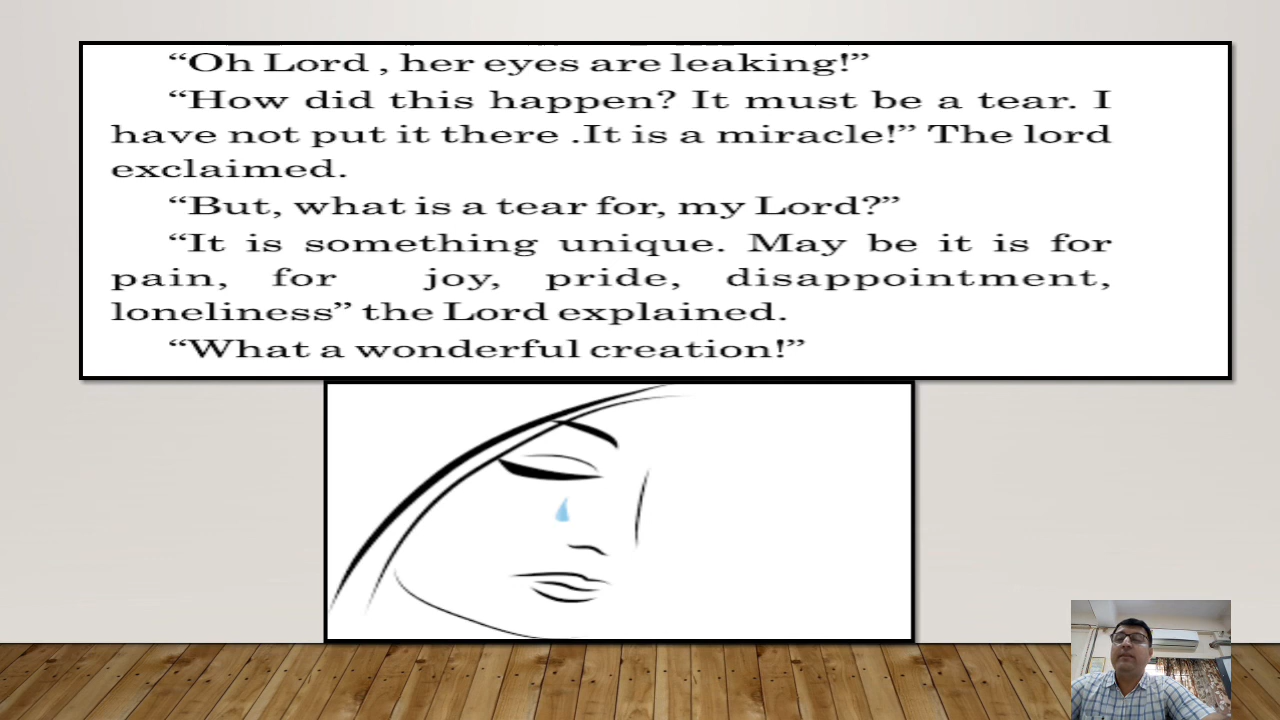 “Oh Lord , her eyes are leaking!”
“How did this happen? It must be a tear. I
have not put it there .It is a miracle!” The lord
exclaimed.
“But, what is a tear for, my Lord?”
“It is something unique. May be it is for
pain, for joy, pride, disappointment,
loneliness” the Lord explained.
“What a wonderful creation!”